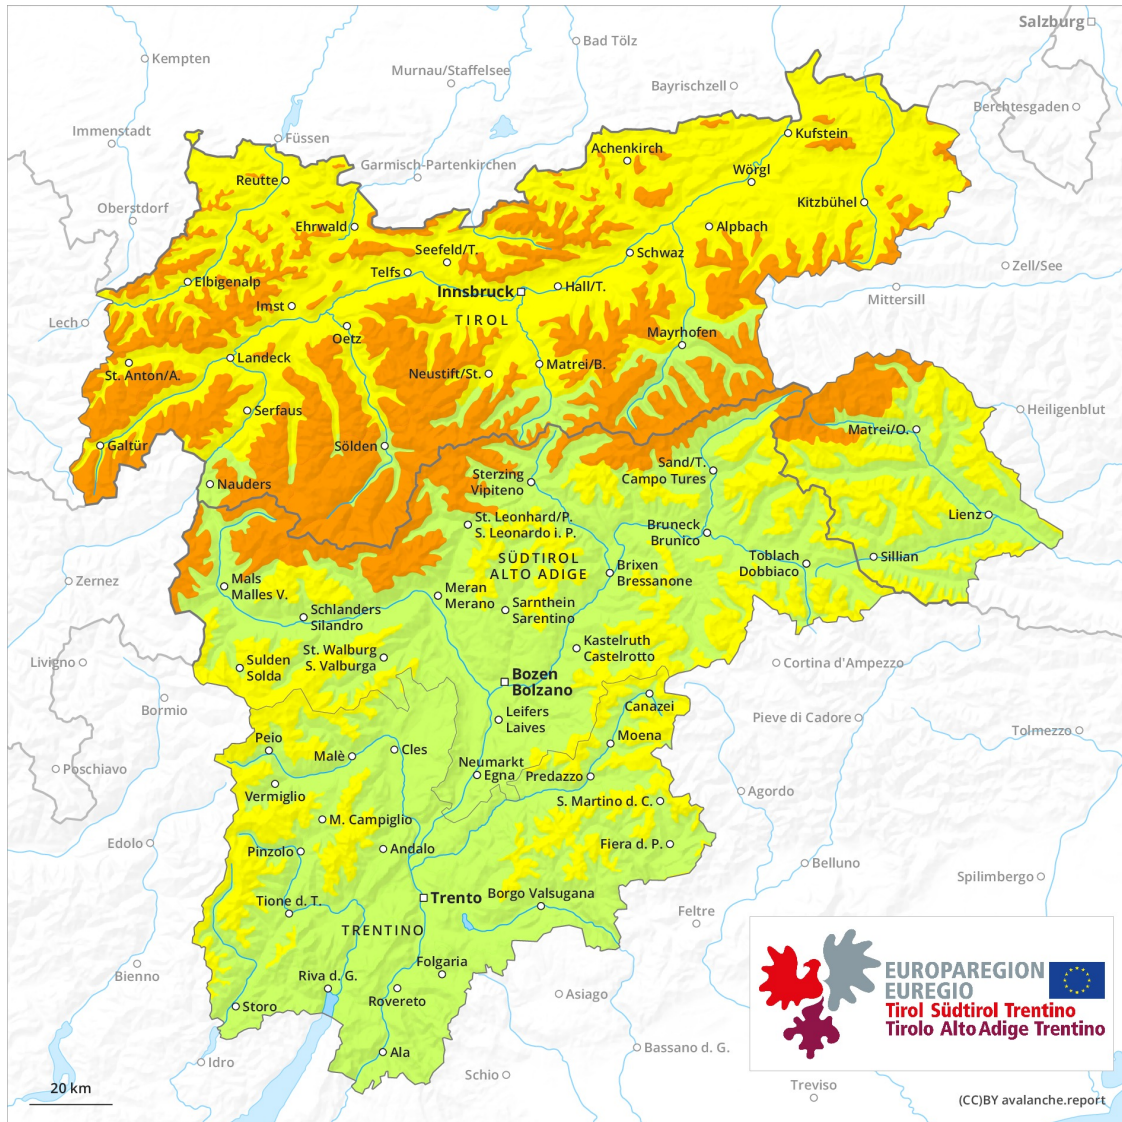 Salzburg
Bad Tölz
Kempten
Murnau/Staffelsee
Bayrischzell
Berchtesgaden
Immenstadt
Füssen
Kufstein
Achenkirch
Garmisch-Partenkirchen
Wörgl
Reutte
Kitzbühel
Oberstdorf
Ehrwald
Alpbach
Seefeld/T.
Schwaz
Zell/See
Telfs
Elbigenalp
Innsbruck
Hall/T.
Mittersill
Imst
TIROL
Lech
Oetz
Mayrhofen
Landeck
Matrei/B.
St. Anton/A.
Neustift/St.
Serfaus
Heiligenblut
Matrei/O.
Galtür
Sölden
Sand/T.
Campo Tures
Sterzing
Vipiteno
Nauders
St. Leonhard/P.
S. Leonardo i. P.
Bruneck
Brunico
Lienz
SÜDTIROL
ALTO ADIGE
Toblach
Dobbiaco
Sillian
Brixen
Bressanone
Zernez
Mals
Malles V.
Meran
Merano
Sarnthein
Sarentino
Schlanders
Silandro
Kastelruth
Castelrotto
St. Walburg
S. Valburga
Livigno
Sulden
Solda
Cortina d'Ampezzo
Bozen
Bolzano
Bormio
Canazei
Leifers
Laives
Pieve di Cadore
Tolmezzo
Peio
Moena
Malè
Cles
Neumarkt
Egna
Predazzo
Poschiavo
Vermiglio
Agordo
S. Martino d. C.
M. Campiglio
Edolo
Pinzolo
Andalo
Fiera d. P.
Belluno
Spilimbergo
Tione d. T.
Trento
Borgo Valsugana
Feltre
TRENTINO
Folgaria
Bienno
Riva d. G.
Rovereto
Asiago
Storo
EUROPAREGION
EUREGIO
Tirol Südtirol Trentino
Tirolo Alto Adige Trentino
Ala
Idro
Bassano d. G.
Schio
Treviso
20 km
(CC)BY avalanche.report